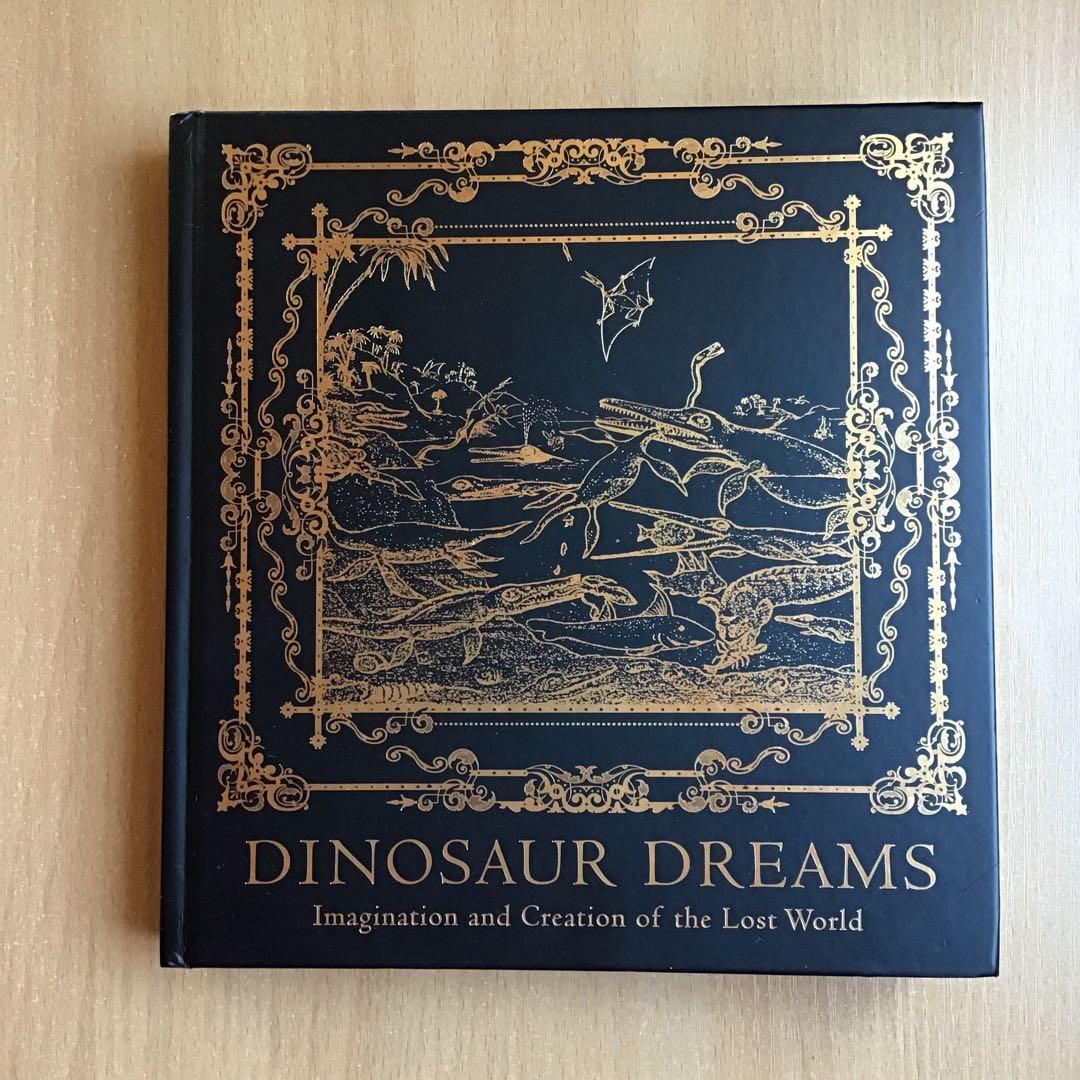 DINOSAUR DREAMS
Imagination and Creation of the Lost World